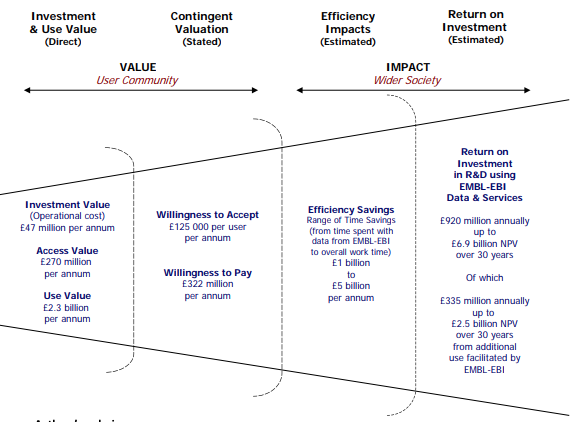 Investment
& Use Value
(Direct)
Contingent
Valuation
(Stated)
Efficiency
Impacts
(Estimated)
Return on
Investment
(Estimated)
VALUE
User Community
IMPACT
Wider Society
Investment Value
(Operational cost)
£47 million per annum
Access Value
£270 million
per annum
Use Value
£2.3 billion
per annum
Willingness to Accept
£125 000 per user
per annum
Willingness to Pay
£322 million
per annum
Efficiency Savings
Range of Time Savings
(from time spent with
data from EMBL-EBI
to overall work time)
£1 billion
to
£5 billion
per annum
Return on
Investment
in R&D using
EMBL-EBI
Data & Services
£920 million annually
up to
£6.9 billion NPV
over 30 years
Of which
£335 million annually
up to
£2.5 billion NPV
over 30 years
from additional
use facilitated by
EMBL-EBI